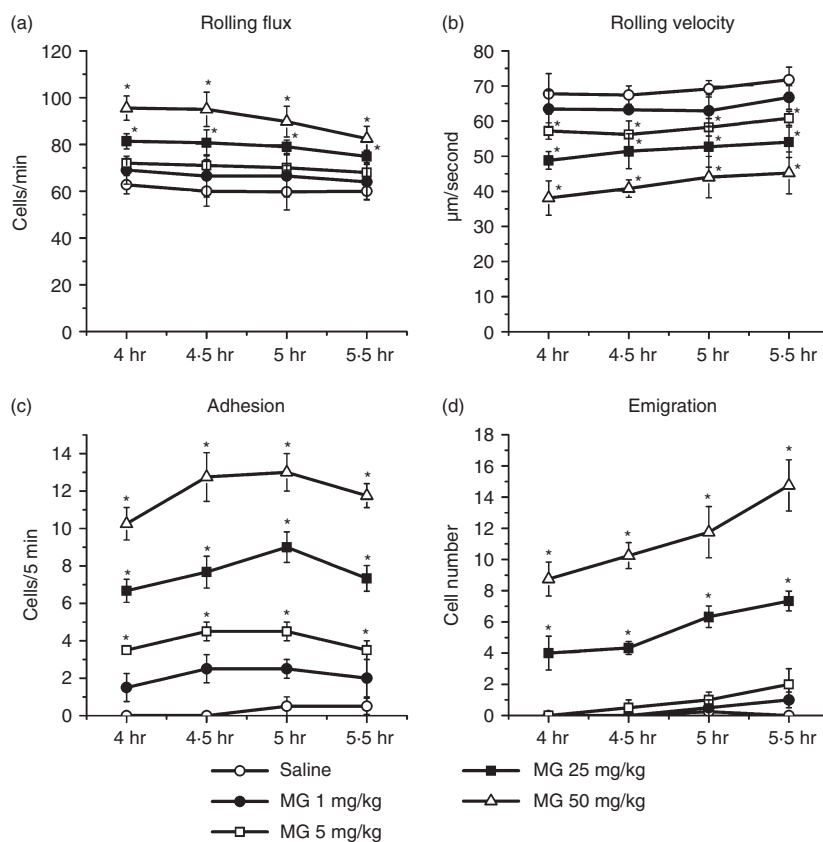 (a) Rolling flux
120
100
80
60
40
20
0
Cells/min
4 hr 4·5 hr 5 hr 5·5 hr
* * * *
* * * *
(b) Rolling velocity
80
70
60
50
40
30
20
10
0
µm/second
4 hr 4·5 hr 5 hr 5·5 hr
* * * *
* * * *
* * * *
(c) Adhesion
14
12
10
8
6
4
2
0
Cells/5 min
4 hr 4·5 hr 5 hr 5·5 hr
* * * *
* * * *
* * * *
(d) Emigration
18
16
14
12
10
8
6
4
2
0
Cell number
4 hr 4·5 hr 5 hr 5·5 hr
* * * *
* * * *
Saline
MG 1 mg/kg
MG 5 mg/kg
MG 25 mg/kg
MG 50 mg/kg